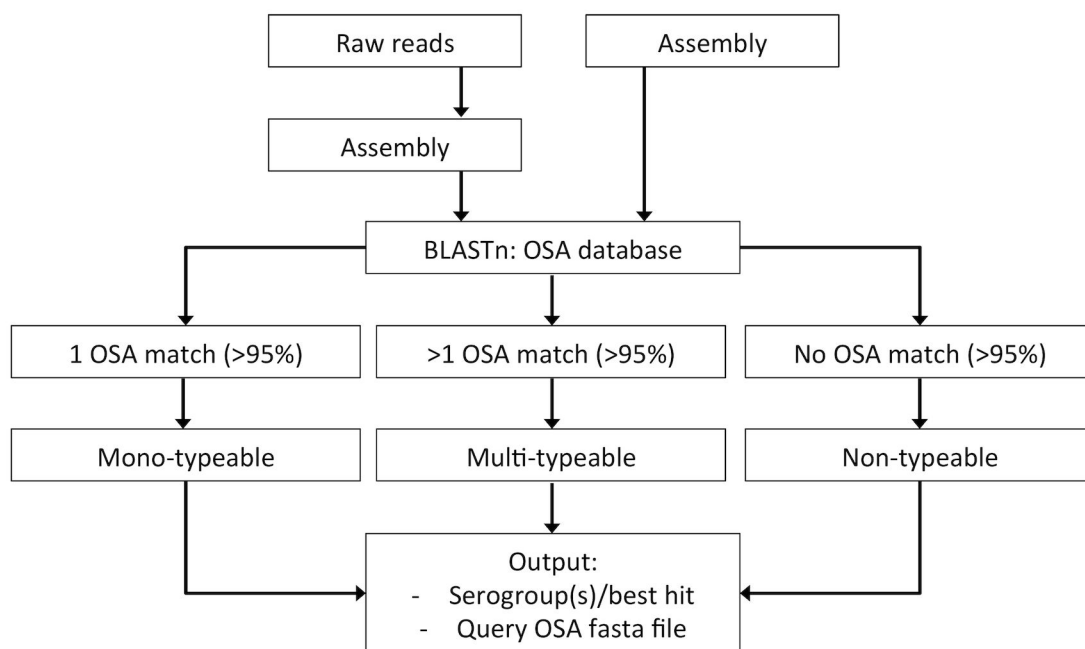 Raw reads
Assembly
Assembly
BLASTn: OSA database
1 OSA match (>95%)
>1 OSA match (>95%)
No OSA match (>95%)
Mono-typeable
Multi-typeable
Non-typeable
Output:
- Serogroup(s)/best hit
- Query OSA fasta file